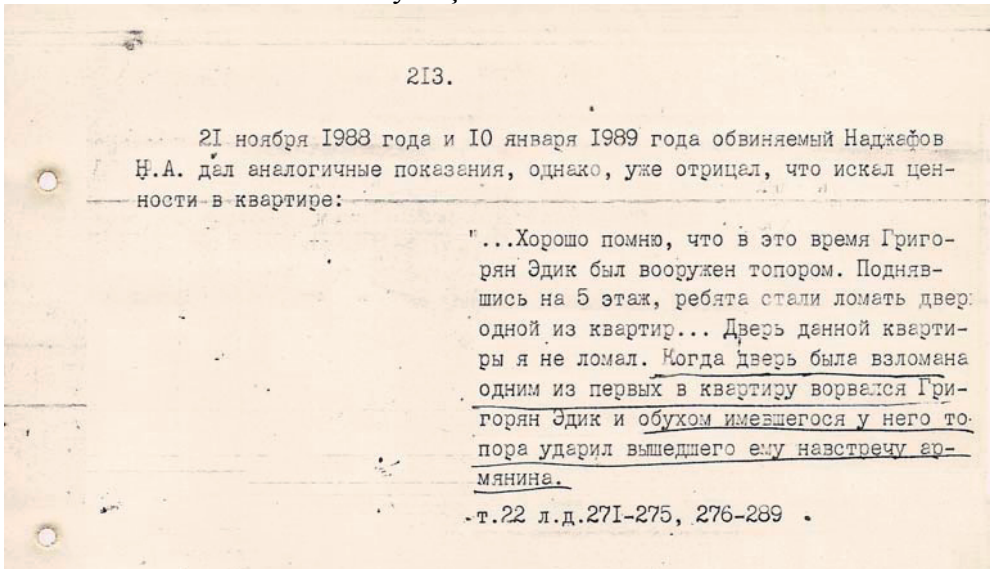 213.
21 ноября 1988 года и 10 января 1989 года обвиняемый Наджафов
Н.А. дал аналогичные показания, однако, уже отрицал, что искал цен-
ности в квартире:
"...Хорошо помню, что в это время Григо-
рян Эдик был вооружен топором. Подняв-
шись на 5 этаж, ребята стали ломать двер
одной из квартир... Дверь данной кварти-
ры я не ломал. Когда дверь была взломана
одним из первых в квартиру ворвался Гри-
горян Эдик и обухом имевшегося у него то-
пора ударил вышедшего ему навстречу ар-
мянина.
т.22 л.д.271-275, 276-289 .